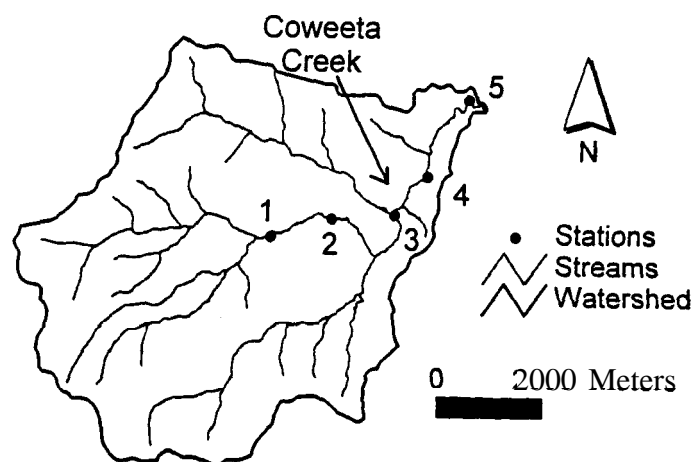 Coweeta
Creek
5
N
4
1
2
3
Stations
Streams
Watershed
0 2000 Meters